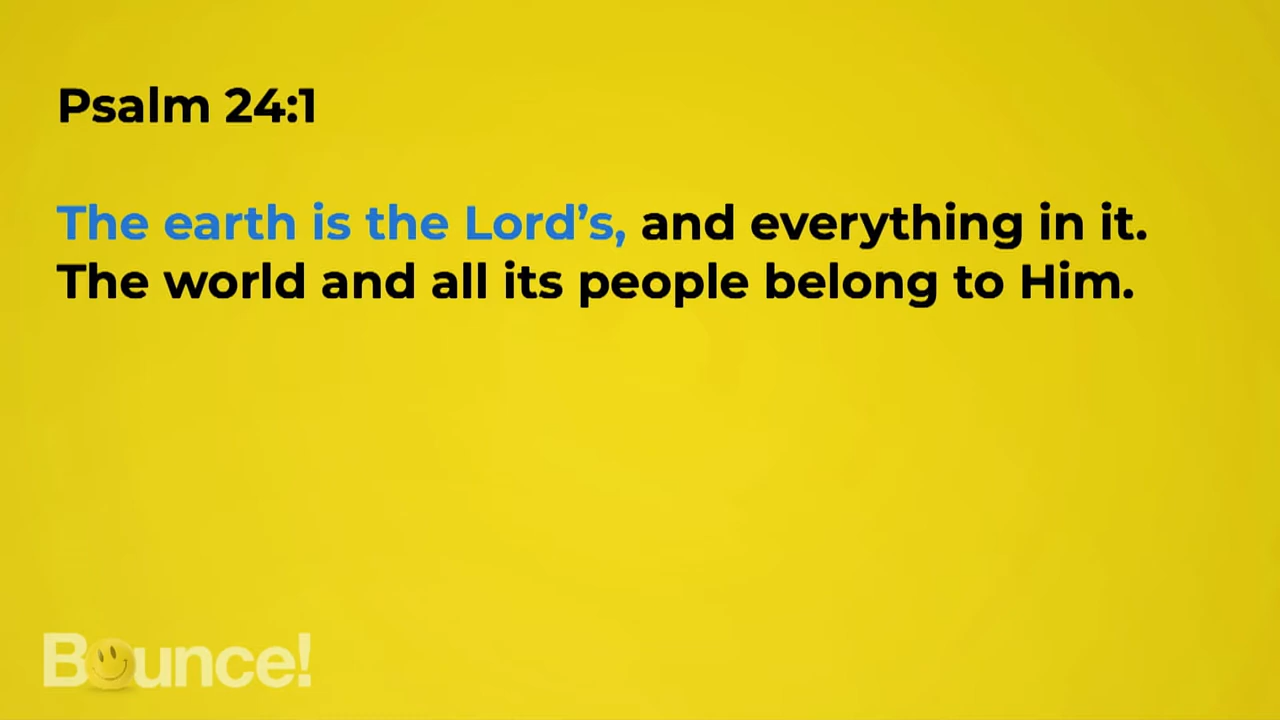 Psalm 24:1
The earth is the Lord’s, and everything in it.
The world and all its people belong to Him.
Bounce!